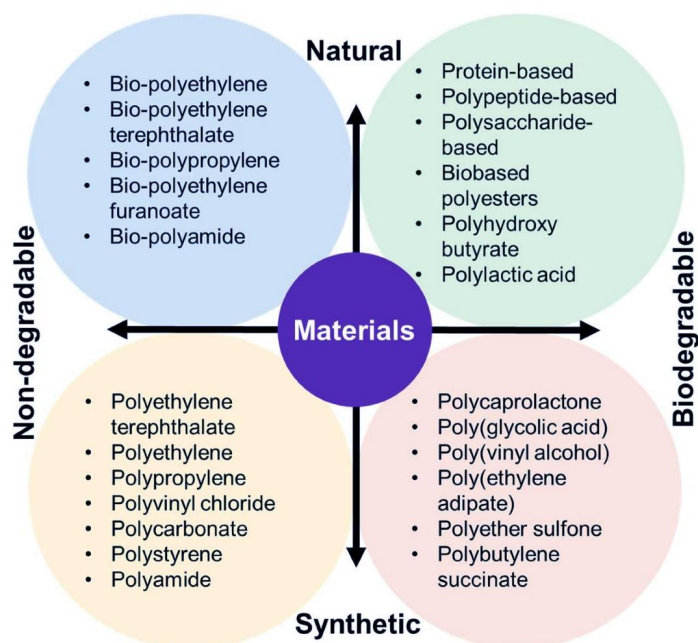 Natural
• Bio-polyethylene
• Bio-polyethylene
terephthalate
• Bio-polypropylene
• Bio-polyethylene
furanoate
• Bio-polyamide
• Protein-based
• Polypeptide-based
• Polysaccharide-
based
• Biobased
polyesters
• Polyhydroxy
butyrate
• Polylactic acid
Non-degradable
Materials
Biodegradable
• Polyethylene
terephthalate
• Polyethylene
• Polypropylene
• Polyvinyl chloride
• Polycarbonate
• Polystyrene
• Polyamide
• Polycaprolactone
• Poly(glycolic acid)
• Poly(vinyl alcohol)
• Poly(ethylene
adipate)
• Polyether sulfone
• Polybutylene
succinate
Synthetic